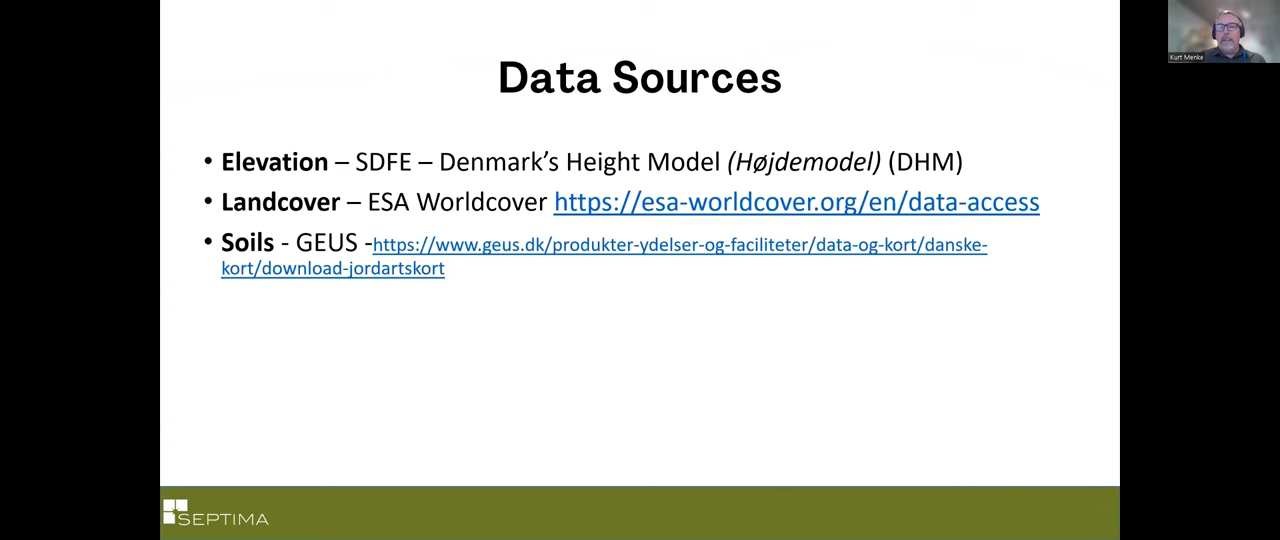 Kurt Menke
Data Sources
• Elevation – SDFE – Denmark's Height Model (Højdemodel) (DHM)
• Landcover – ESA Worldcover https://esa-worldcover.org/en/data-access
• Soils - GEUS -https://www.geus.dk/produkter-ydelser-og-faciliteter/data-og-kort/danske-
kort/download-jordartskort
SEPTIMA